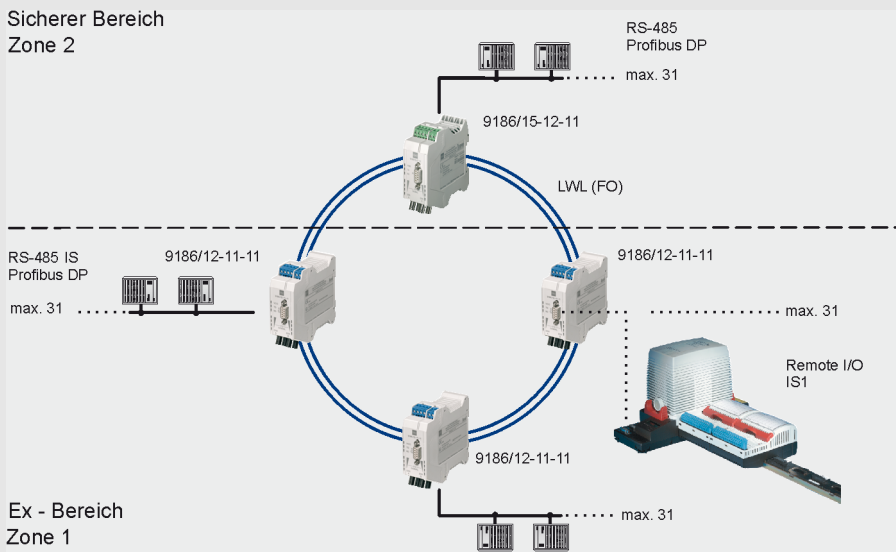 Sicherer Bereich
Zone 2
RS-485
Profibus DP
max. 31
9186/15-12-11
LWL (FO)
RS-485 IS
Profibus DP
9186/12-11-11
9186/12-11-11
max. 31
max. 31
Remote I/O
IS1
9186/12-11-11
Ex - Bereich
Zone 1
max. 31